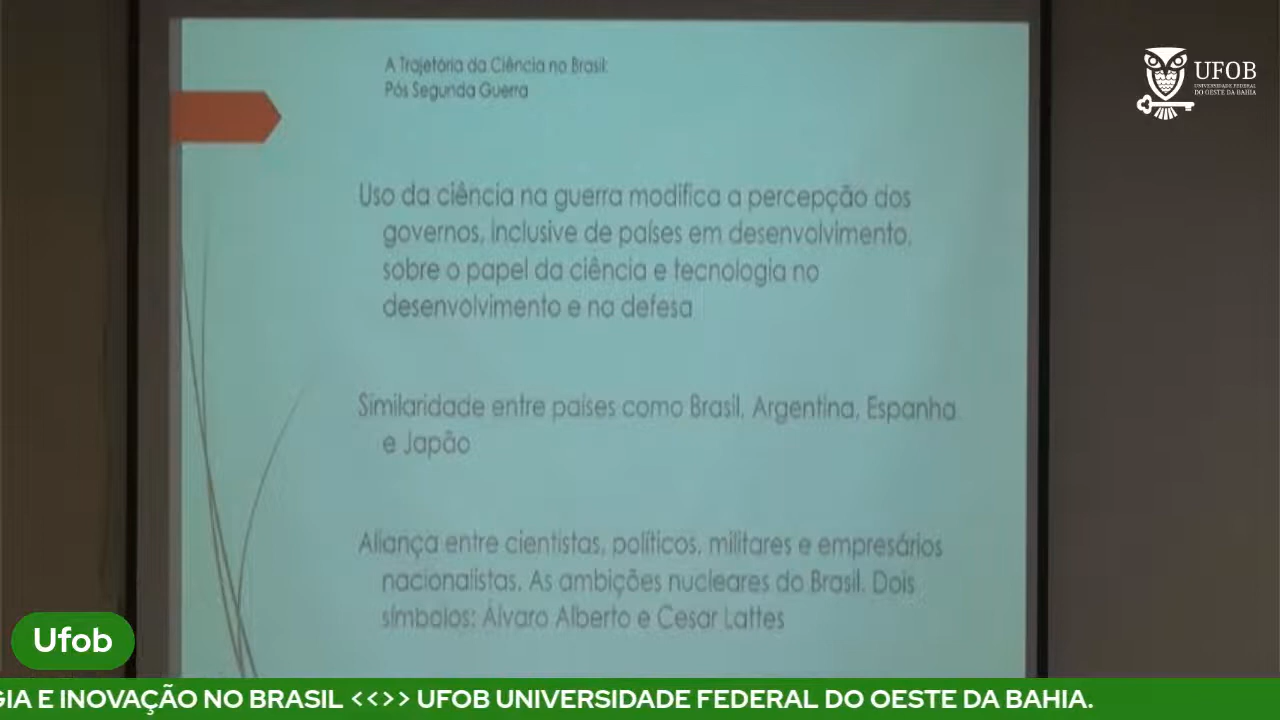 A Trajetória da Ciência no Brasil:
Pós Segunda Guerra
UFOB
UNIVERSIDADE FEDERAL
DO OESTE DA BAHIA
Uso da ciência na guerra modifica a percepção dos
governos, inclusive de países em desenvolvimento,
sobre o papel da ciência e tecnologia no
desenvolvimento e na defesa
Similaridade entre países como Brasil, Argentina, Espanha
e Japão
Aliança entre cientistas, políticos, militares e empresários
nacionalistas. As ambições nucleares do Brasil. Dois
símbolos: Álvaro Alberto e Cesar Lattes
Ufob
GIA E INOVAÇÃO NO BRASIL <<>> UFOB UNIVERSIDADE FEDERAL DO OESTE DA BAHIA.